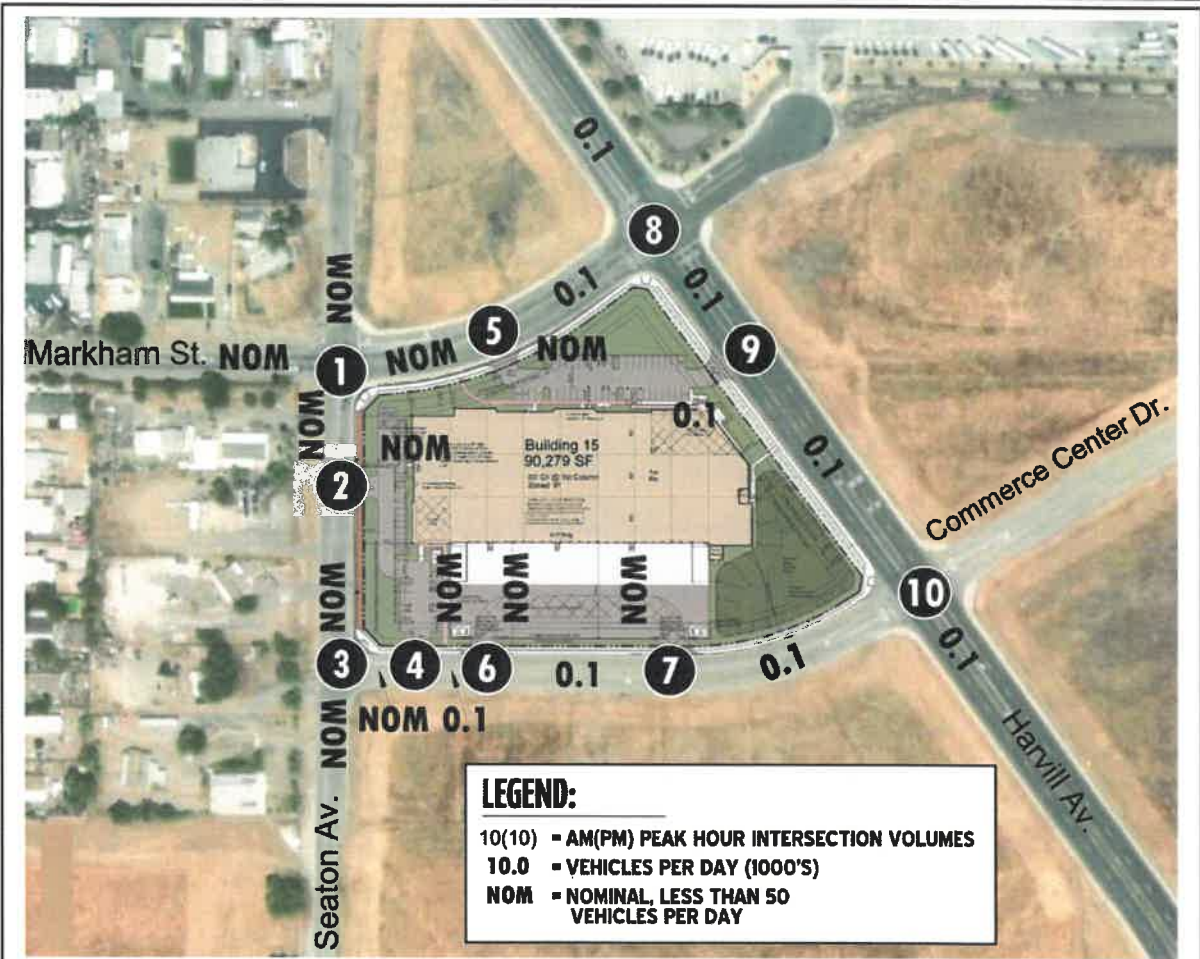 0.1
8
NOM
0.1
0.1
5
Markham St. NOM
1
NOM
NOM
9
NOM
0.1
NOM
Building 15
90,279 SF
0.1
2
Commerce Center Dr.
NOM
NOM
NOM
NOM
10
3
4
6
0.1
7
0.1
0.1
NOM
NOM 0.1
Harvill Av.
Seaton Av.
LEGEND:
10(10) = AM(PM) PEAK HOUR INTERSECTION VOLUMES
10.0 = VEHICLES PER DAY (1000'S)
NOM = NOMINAL, LESS THAN 50
VEHICLES PER DAY